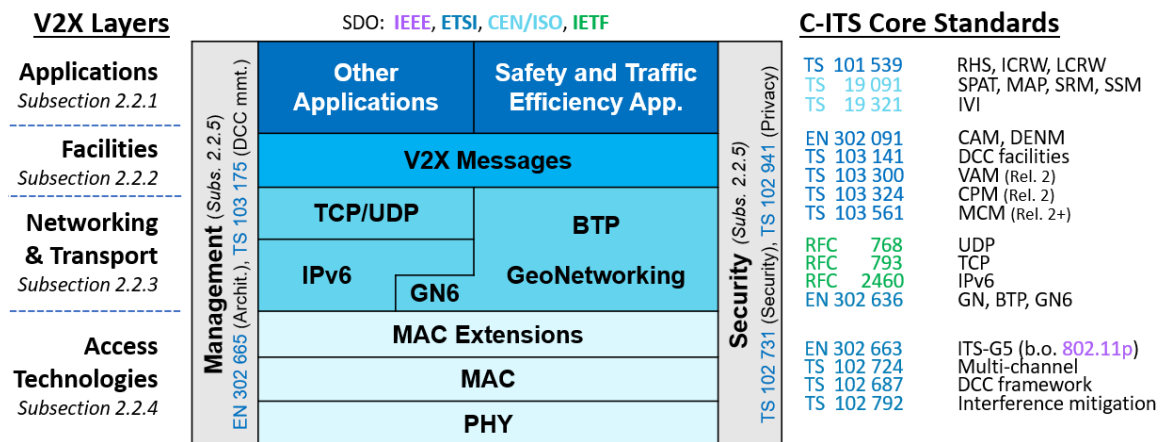 V2X Layers
SDO: IEEE, ETSI, CEN/ISO, IETF
C-ITS Core Standards
Applications
Subsection 2.2.1
Facilities
Subsection 2.2.2
Networking
& Transport
Subsection 2.2.3
Access
Technologies
Subsection 2.2.4
Management (Subs. 2.2.5)
EN 302 665 (Archit.), TS 103 175 (DCC mmt.)
Other
Applications
Safety and Traffic
Efficiency App.
V2X Messages
TCP/UDP
BTP
IPv6
GN6
GeoNetworking
MAC Extensions
MAC
PHY
Security (Subs. 2.2.5)
TS 102 731 (Security), TS 102 941 (Privacy)
TS 101 539 RHS, ICRW, LCRW
TS 19 091 SPAT, MAP, SRM, SSM
TS 19 321 IVI
EN 302 091 CAM, DENM
TS 103 141 DCC facilities
TS 103 300 VAM (Rel. 2)
TS 103 324 CPM (Rel. 2)
TS 103 561 MCM (Rel. 2+)
RFC 768 UDP
RFC 793 TCP
RFC 2460 IPv6
EN 302 636 GN, BTP, GN6
EN 302 663 ITS-G5 (b.o. 802.11p)
TS 102 724 Multi-channel
TS 102 687 DCC framework
TS 102 792 Interference mitigation